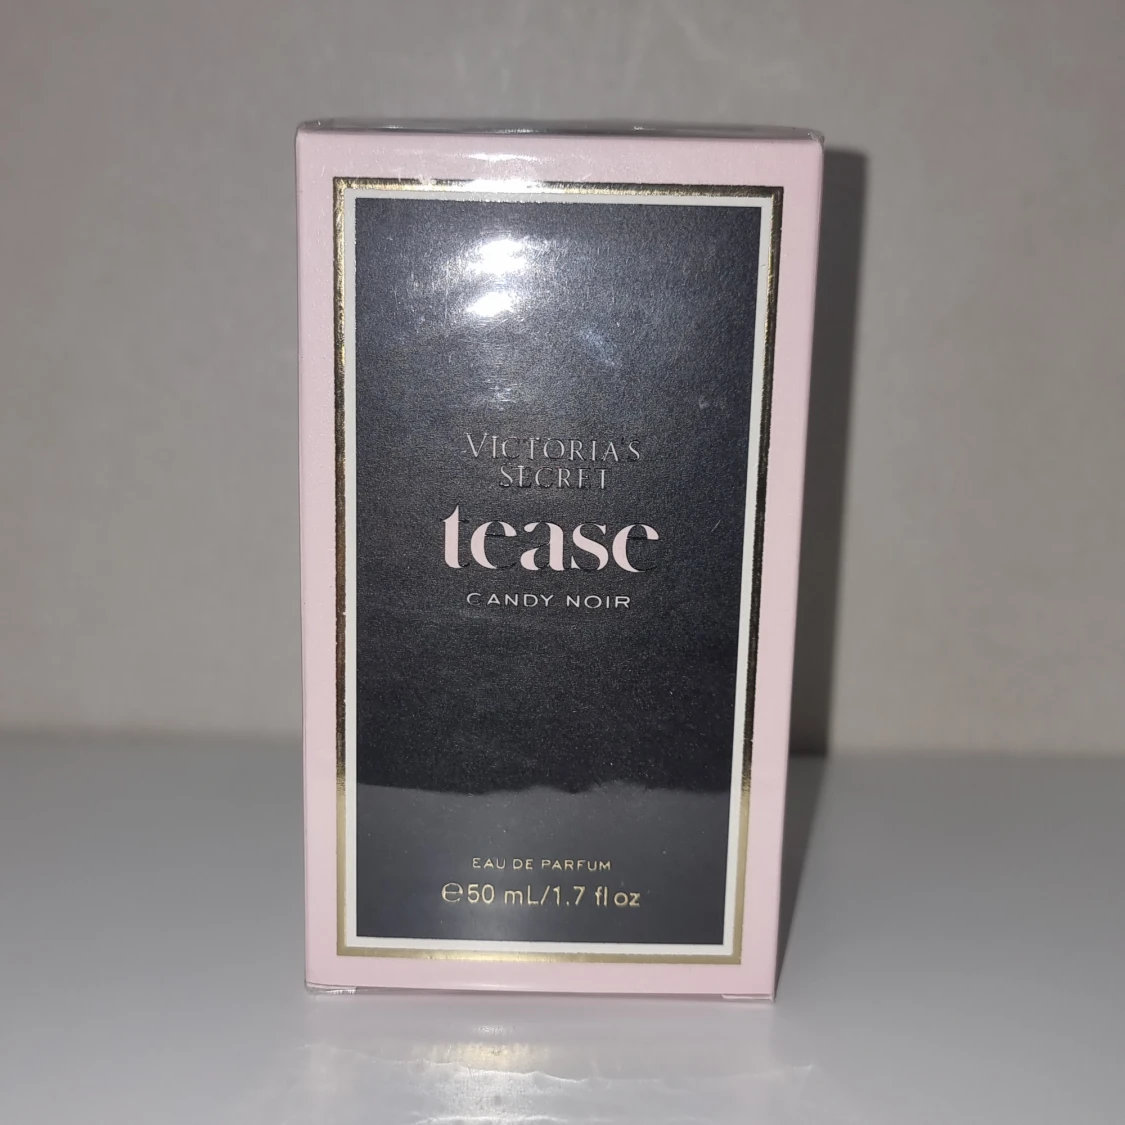 VICTORIA'S
SECRET
tease
CANDY NOIR
EAU DE PARFUM
℮50 mL/1.7 fl oz